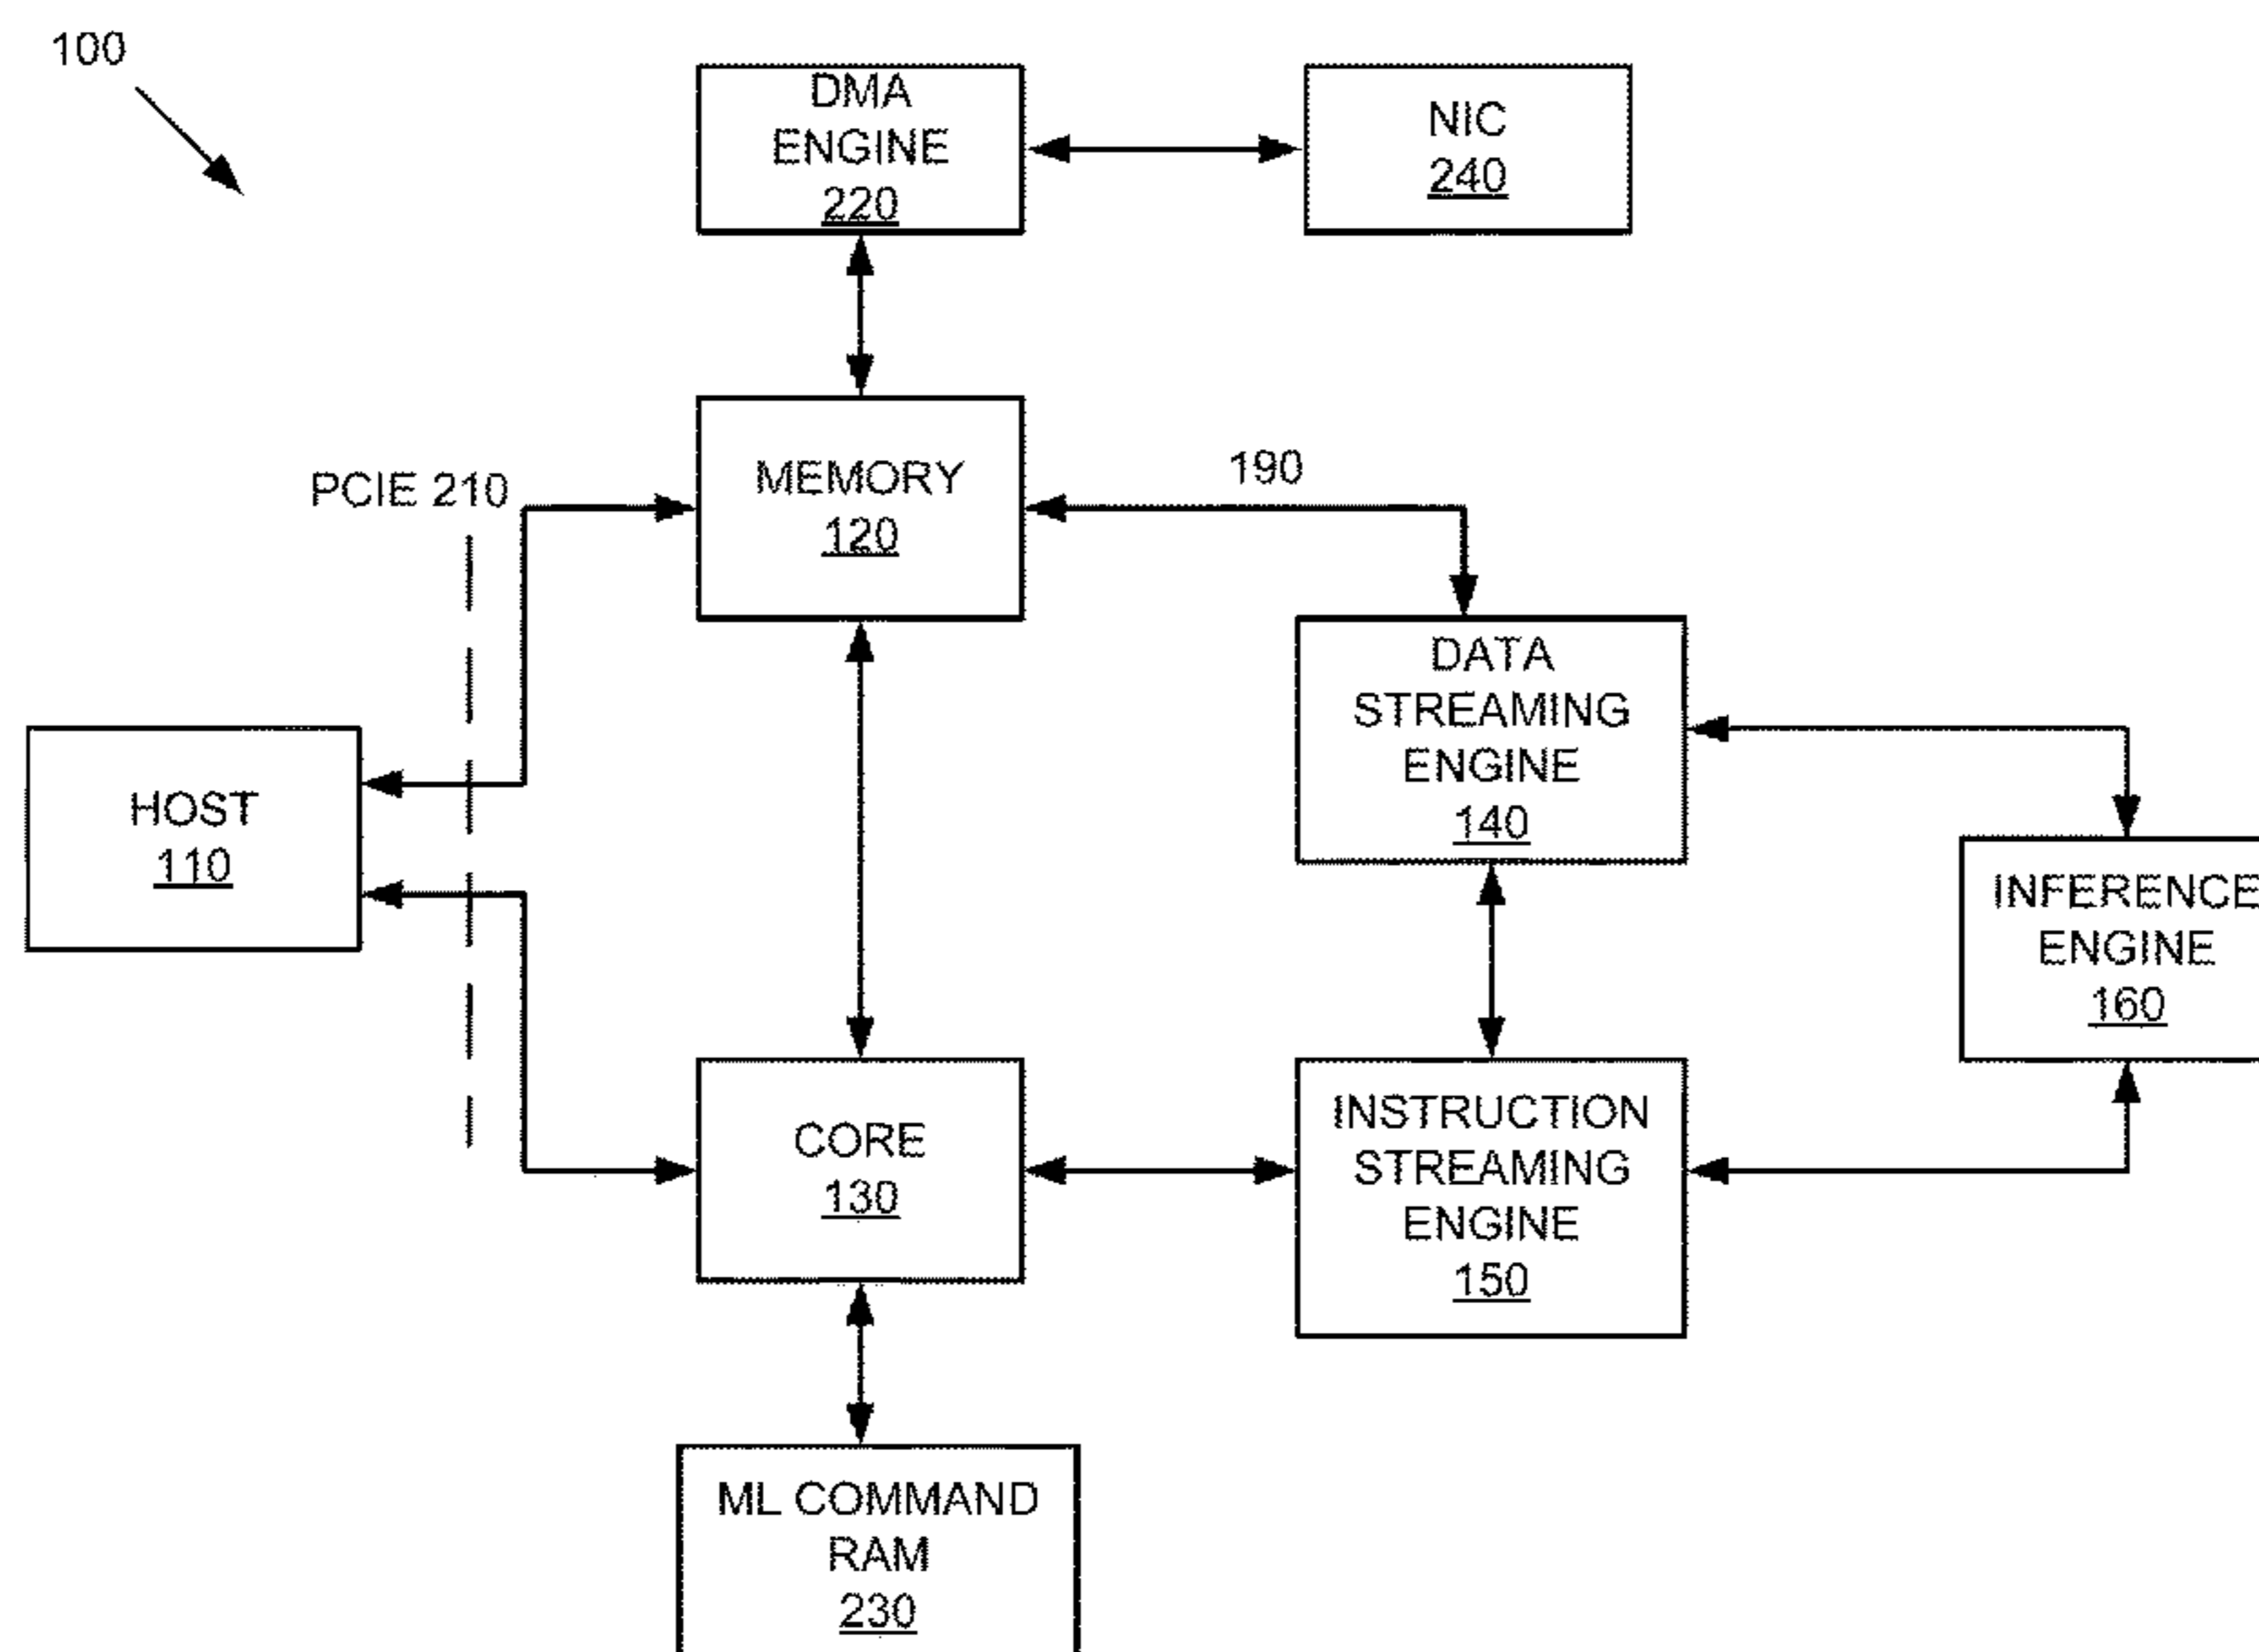 100
DMA
ENGINE
220
NIC
240
PCIE 210
MEMORY
120
190
DATA
STREAMING
ENGINE
140
HOST
110
INFERENCE
ENGINE
160
CORE
130
INSTRUCTION
STREAMING
ENGINE
150
ML COMMAND
RAM
230